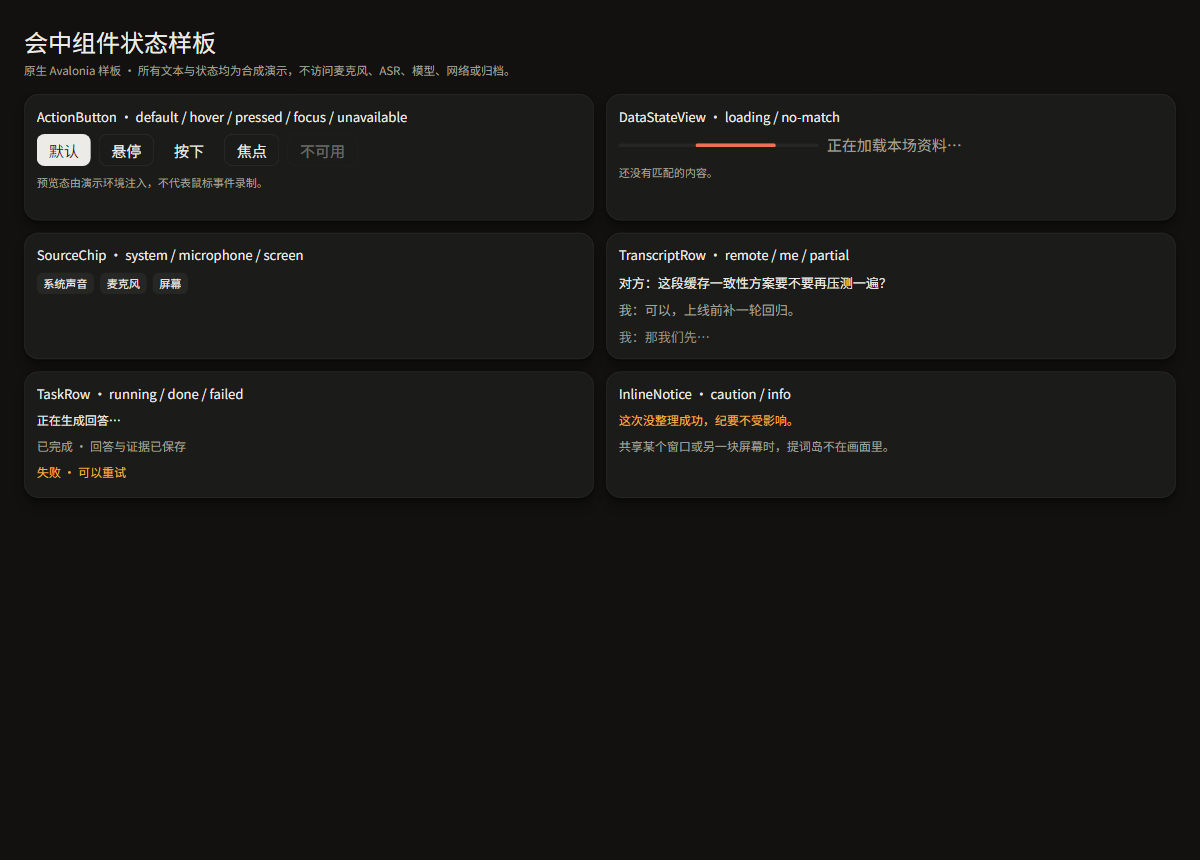 会中组件状态样板
原生 Avalonia 样板 • 所有文本与状态均为合成演示，不访问麦克风、ASR、模型、网络或归档。
ActionButton • default / hover / pressed / focus / unavailable
默认 悬停 按下 焦点 不可用
预览态由演示环境注入，不代表鼠标事件录制。
DataStateView • loading / no-match
正在加载本场资料…
还没有匹配的内容。
SourceChip • system / microphone / screen
系统声音 麦克风 屏幕
TranscriptRow • remote / me / partial
对方：这段缓存一致性方案要不要再压测一遍？
我：可以，上线前补一轮回归。
我：那我们先…
TaskRow • running / done / failed
正在生成回答…
已完成 • 回答与证据已保存
失败 • 可以重试
InlineNotice • caution / info
这次没整理成功，纪要不受影响。
共享某个窗口或另一块屏幕时，提词岛不在画面里。